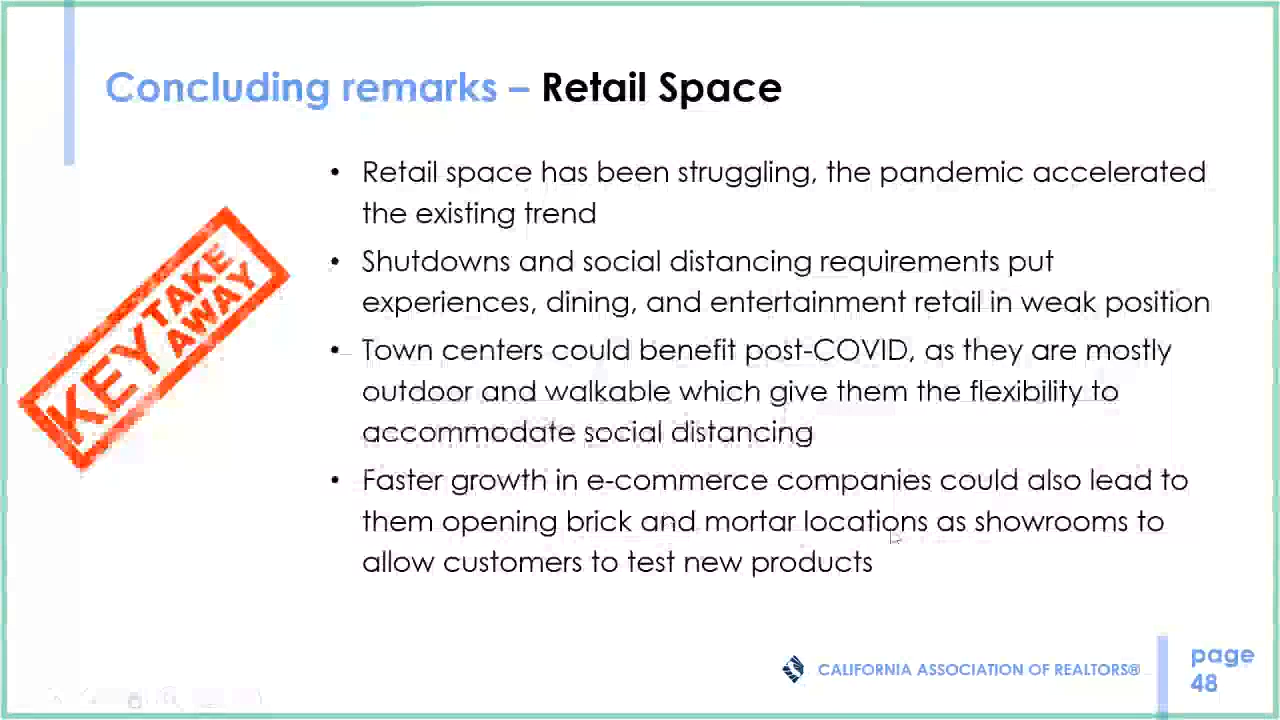 Concluding remarks – Retail Space
• Retail space has been struggling, the pandemic accelerated
the existing trend
• Shutdowns and social distancing requirements put
experiences, dining, and entertainment retail in weak position
• Town centers could benefit post-COVID, as they are mostly
outdoor and walkable which give them the flexibility to
accommodate social distancing
• Faster growth in e-commerce companies could also lead to
them opening brick and mortar locations as showrooms to
allow customers to test new products
KEY TAKE
AWAY
CALIFORNIA ASSOCIATION OF REALTORS®
page
48